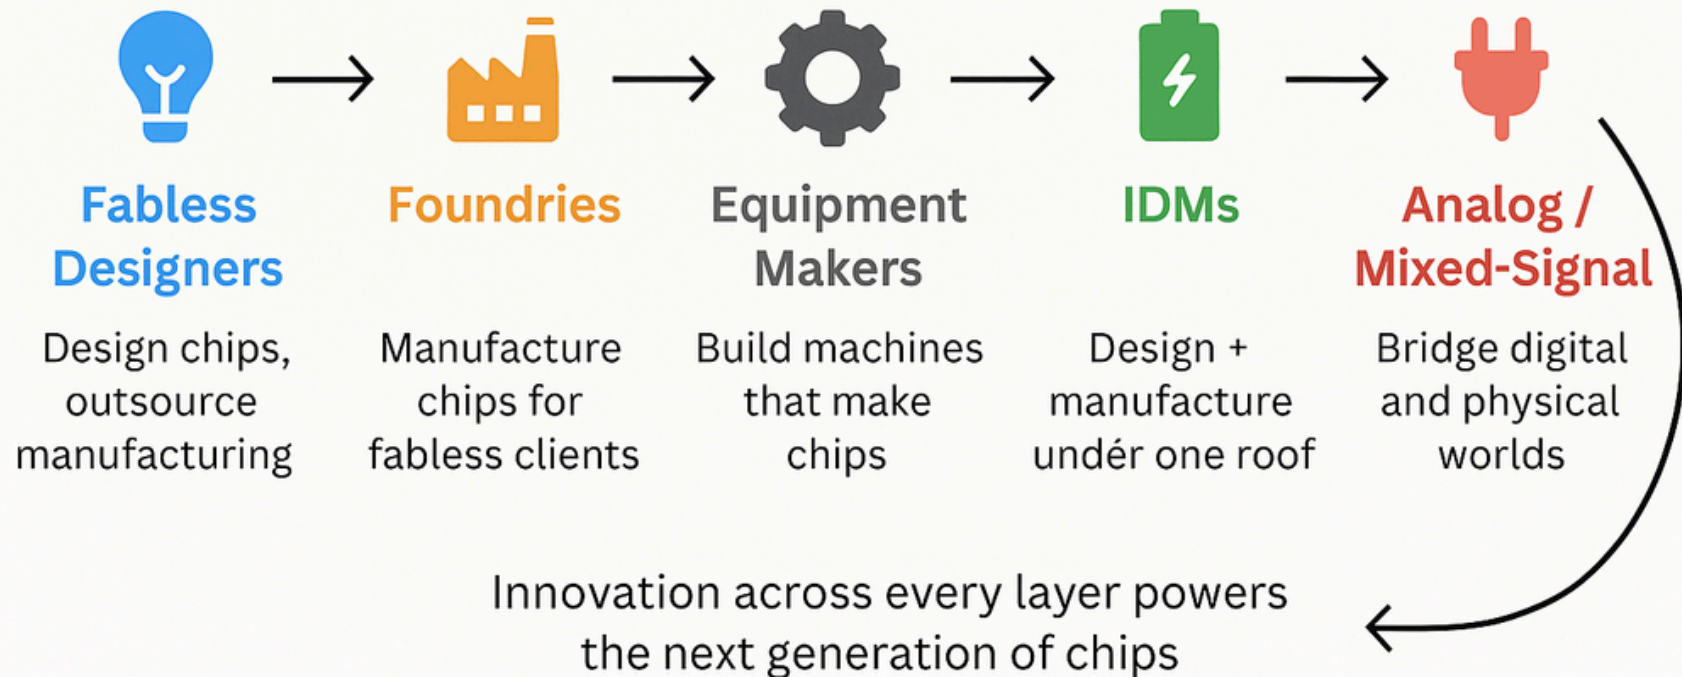 Fabless
Designers
Design chips,
outsource
manufacturing
Foundries
Manufacture
chips for
fabless clients
Equipment
Makers
Build machines
that make
chips
IDMs
Design +
manufacture
undér one roof
Analog /
Mixed-Signal
Bridge digital
and physical
worlds
Innovation across every layer powers
the next generation of chips